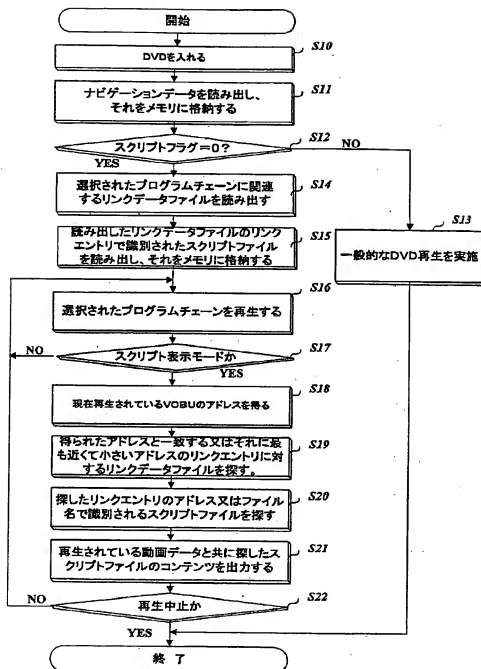 開始
DVDを入れる
S10
ナビゲーションデータを読み出し、
それをメモリに格納する
S11
スクリプトフラグ=0?
S12
YES
NO
選択されたプログラムチェーンに関連
するリンクデータファイルを読み出す
S14
S13
一般的なDVD再生を実施
読み出したリンクデータファイルのリンク
エントリで識別されたスクリプトファイル
を読み出し、それをメモリに格納する
S15
選択されたプログラムチェーンを再生する
S16
スクリプト表示モードか
S17
NO
YES
現在再生されているVOBUのアドレスを得る
S18
得られたアドレスと一致する又はそれに最
も近くて小さいアドレスのリンクエントリに対
するリンクデータファイルを探す。
S19
探したリンクエントリのアドレス又はファイル
名で識別されるスクリプトファイルを探す
S20
再生されている動画データと共に探したス
クリプトファイルのコンテンツを出力する
S21
再生中止か
S22
NO
YES
終了